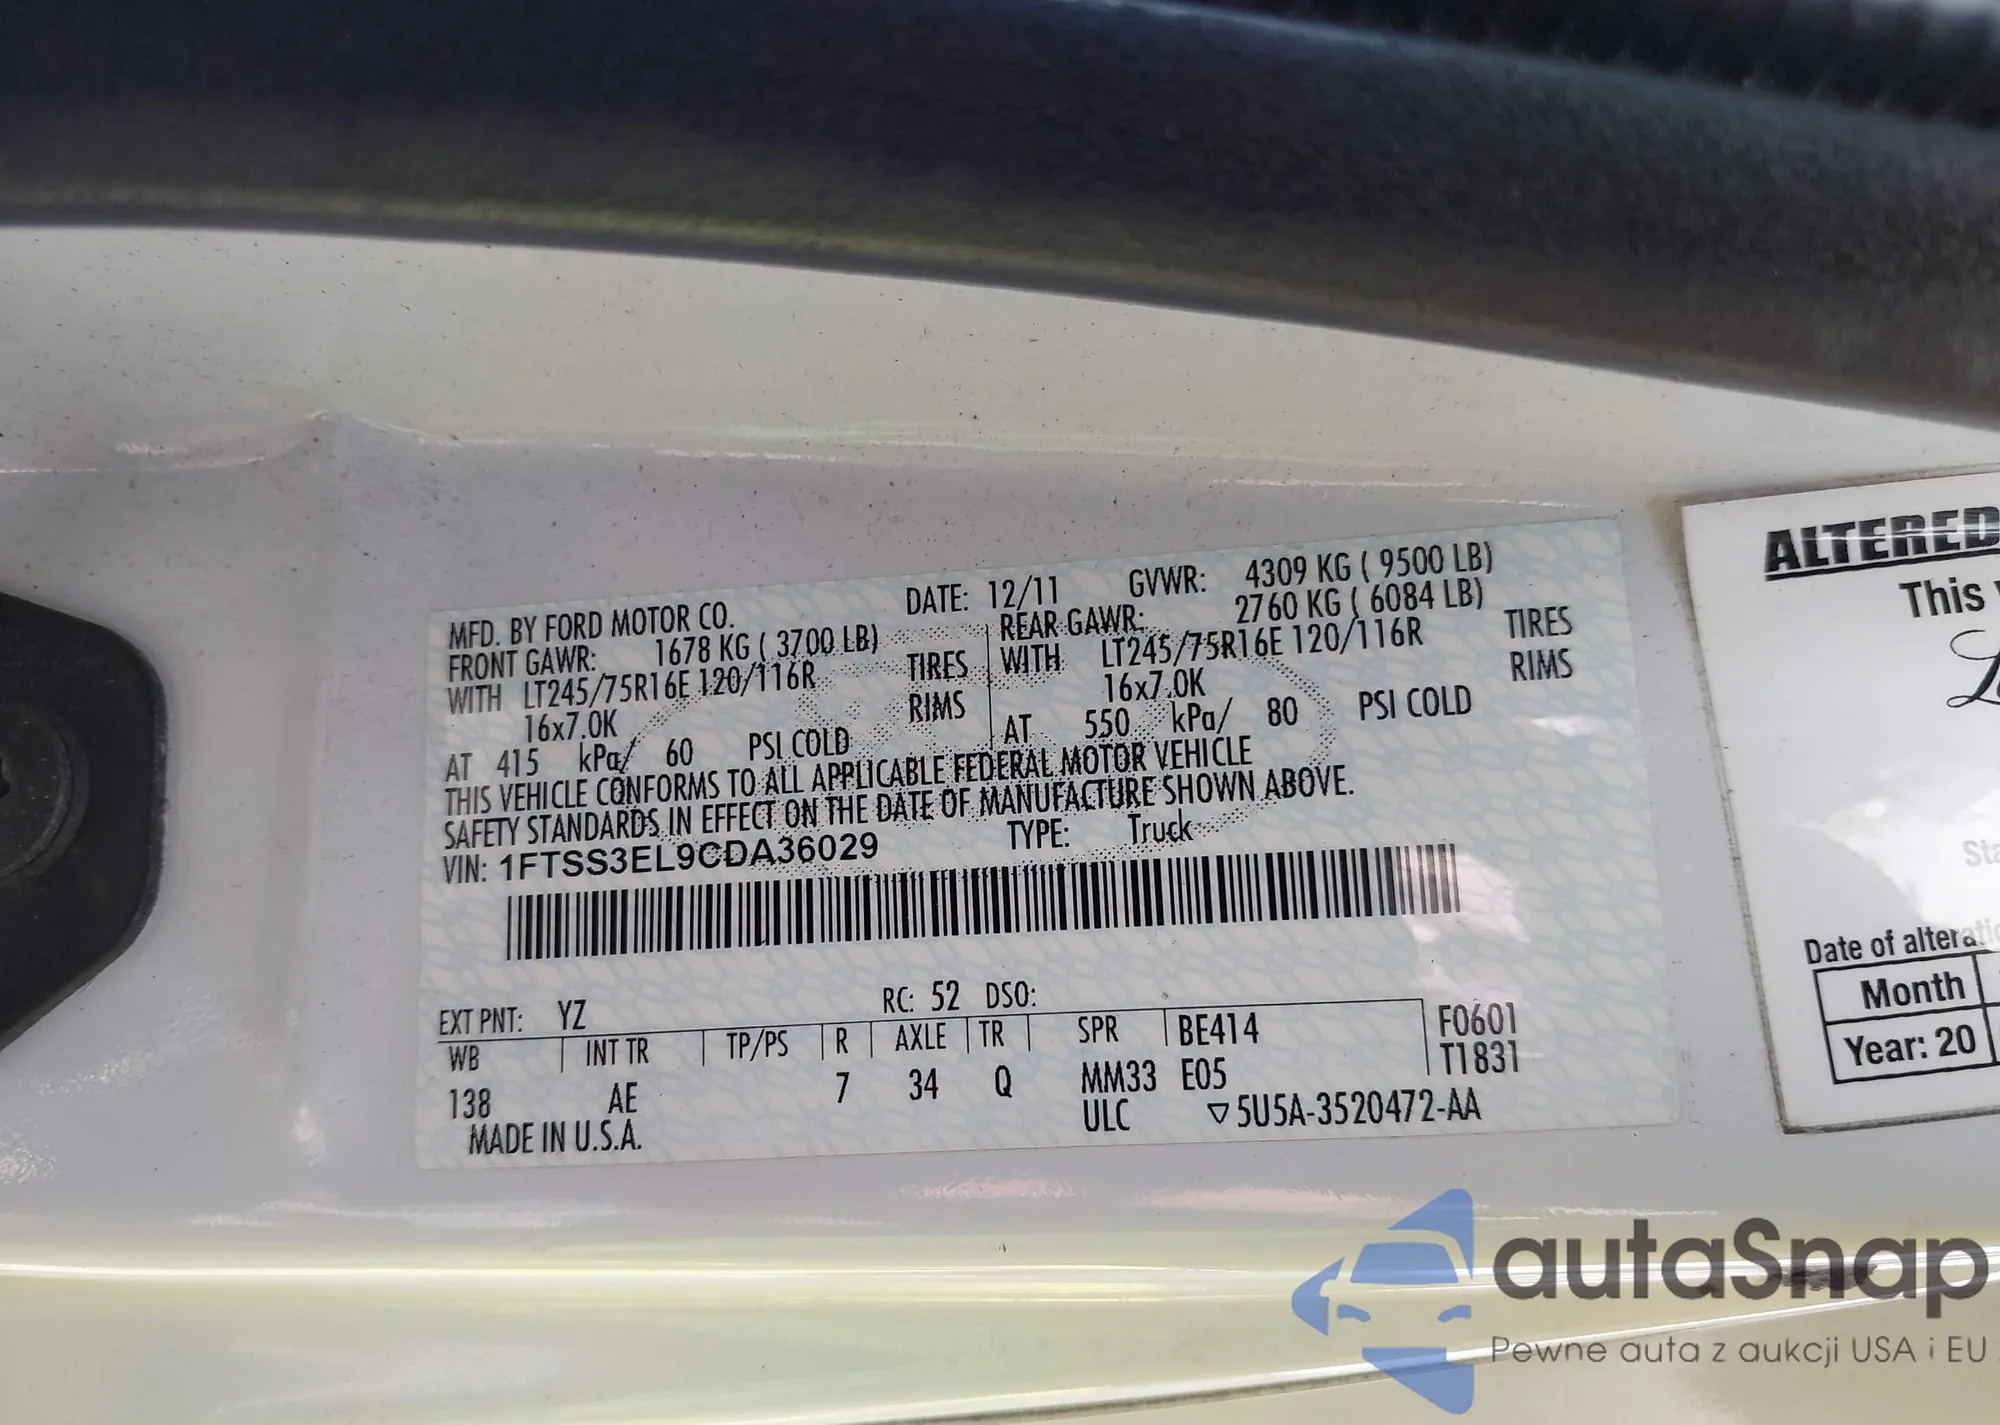 MFD. BY FORD MOTOR CO. DATE: 12/11 GVWR: 4309 KG ( 9500 LB)
FRONT GAWR: 1678 KG ( 3700 LB) REAR GAWR: 2760 KG ( 6084 LB)
WITH LT245/75R16E 120/116R TIRES WITH LT245/75R16E 120/116R TIRES
16x7.0K RIMS 16x7.0K RIMS
AT 415 kPa/ 60 PSI COLD AT 550 kPa/ 80 PSI COLD
THIS VEHICLE CONFORMS TO ALL APPLICABLE FEDERAL MOTOR VEHICLE
SAFETY STANDARDS IN EFFECT ON THE DATE OF MANUFACTURE SHOWN ABOVE.
VIN: 1FTSS3EL9CDA36029 TYPE: Truck
EXT PNT: YZ RC: 52 DSO:
WB INT TR TP/PS R AXLE TR SPR BE414 F0601
138 AE 7 34 Q MM33 E05 T1831
MADE IN U.S.A. ULC ▽5U5A-3520472-AA
ALTERED
This
Date of alteratio
Month
Year: 20
autaSnap
Pewne auta z aukcji USA i EU